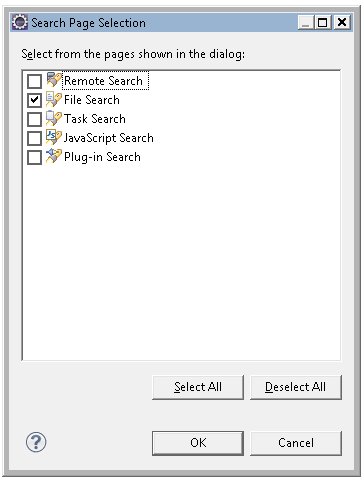 Search Page Selection
Select from the pages shown in the dialog:
Remote Search
File Search
Task Search
JavaScript Search
Plug-in Search
Select All
Deselect All
OK
Cancel